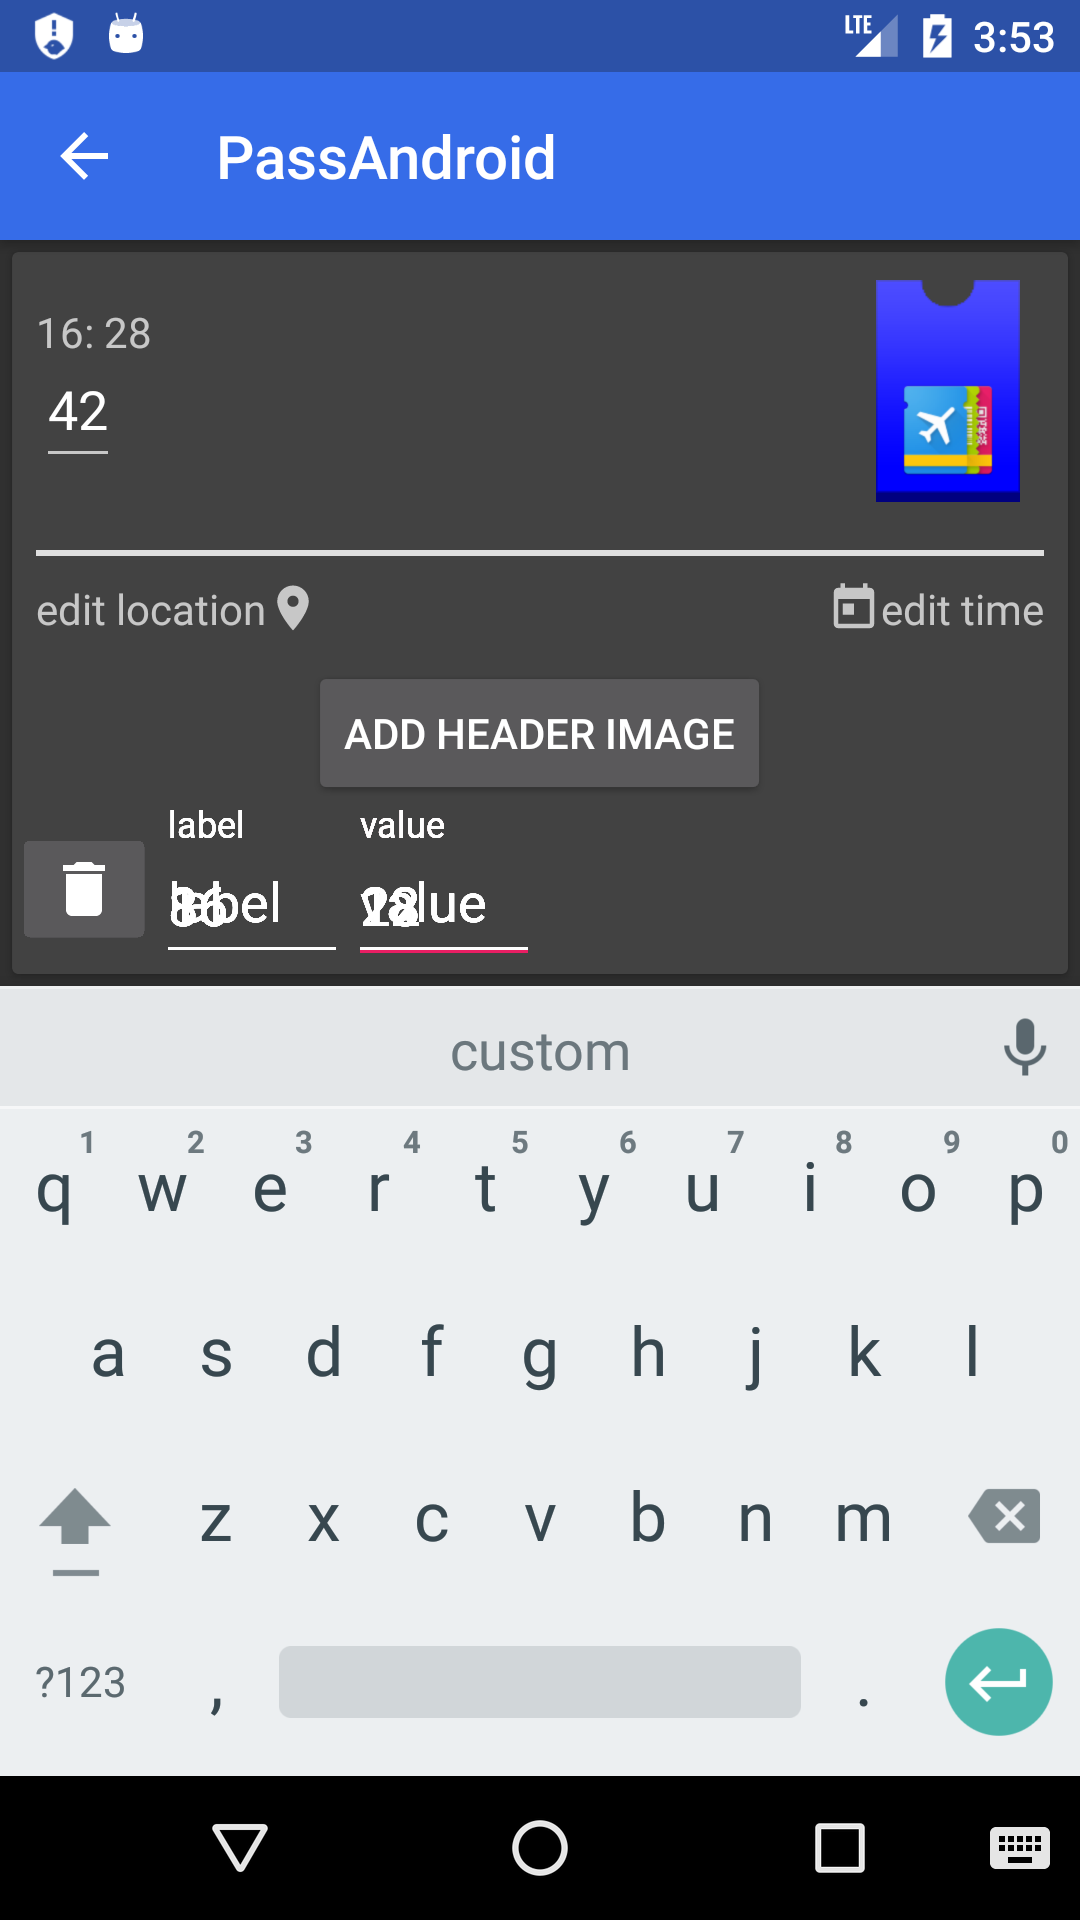 LTE 3:53
PassAndroid
16: 28
42
edit location edit time
ADD HEADER IMAGE
label value
label value
custom
1 2 3 4 5 6 7 8 9 0
q w e r t y u i o p
a s d f g h j k l
z x c v b n m
?123 , .